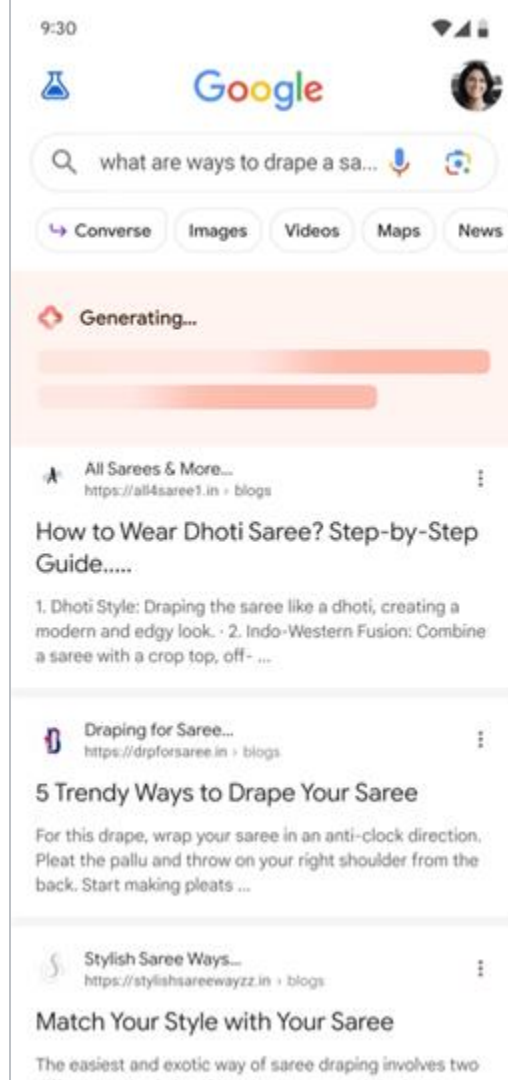 9:30
Google
what are ways to drape a sa...
Converse Images Videos Maps News
Generating...
All Sarees & More...
https://all4saree1.in › blogs
How to Wear Dhoti Saree? Step-by-Step
Guide.....
1. Dhoti Style: Draping the saree like a dhoti, creating a
modern and edgy look. · 2. Indo-Western Fusion: Combine
a saree with a crop top, off- ...
Draping for Saree...
https://drpforsaree.in › blogs
5 Trendy Ways to Drape Your Saree
For this drape, wrap your saree in an anti-clock direction.
Pleat the pallu and throw on your right shoulder from the
back. Start making pleats ...
Stylish Saree Ways...
https://stylishsareewayzz.in › blogs
Match Your Style with Your Saree
The easiest and exotic way of saree draping involves two